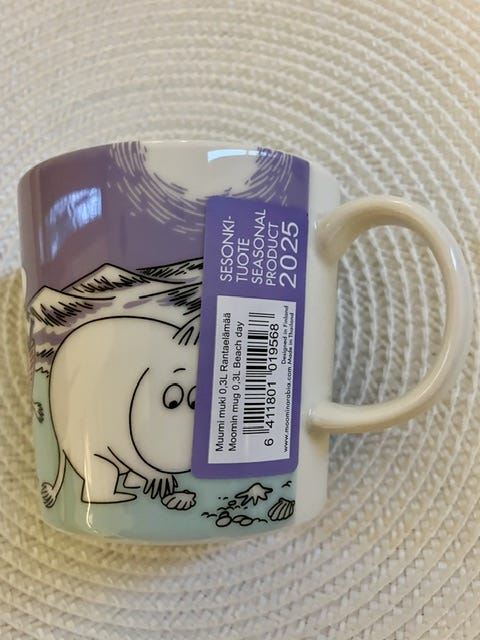 SESONKI-
TUOTE
SEASONAL
PRODUCT
2025
Muumi muki 0,3L Rantaelämää
Moomin mug 0,3L Beach day
6 411801 019568
Designed in Finland
www.moominarabia.com Made in Thailand